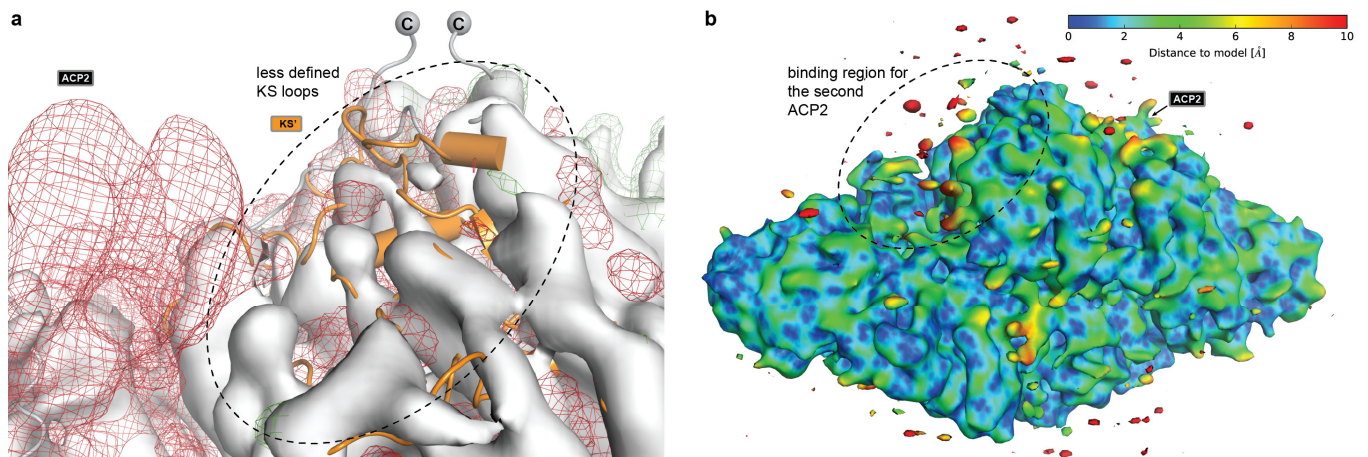 a
C C
ACP2
less defined
KS loops
KS'
b
0 2 4 6 8 10
Distance to model [Å]
binding region for
the second
ACP2
ACP2